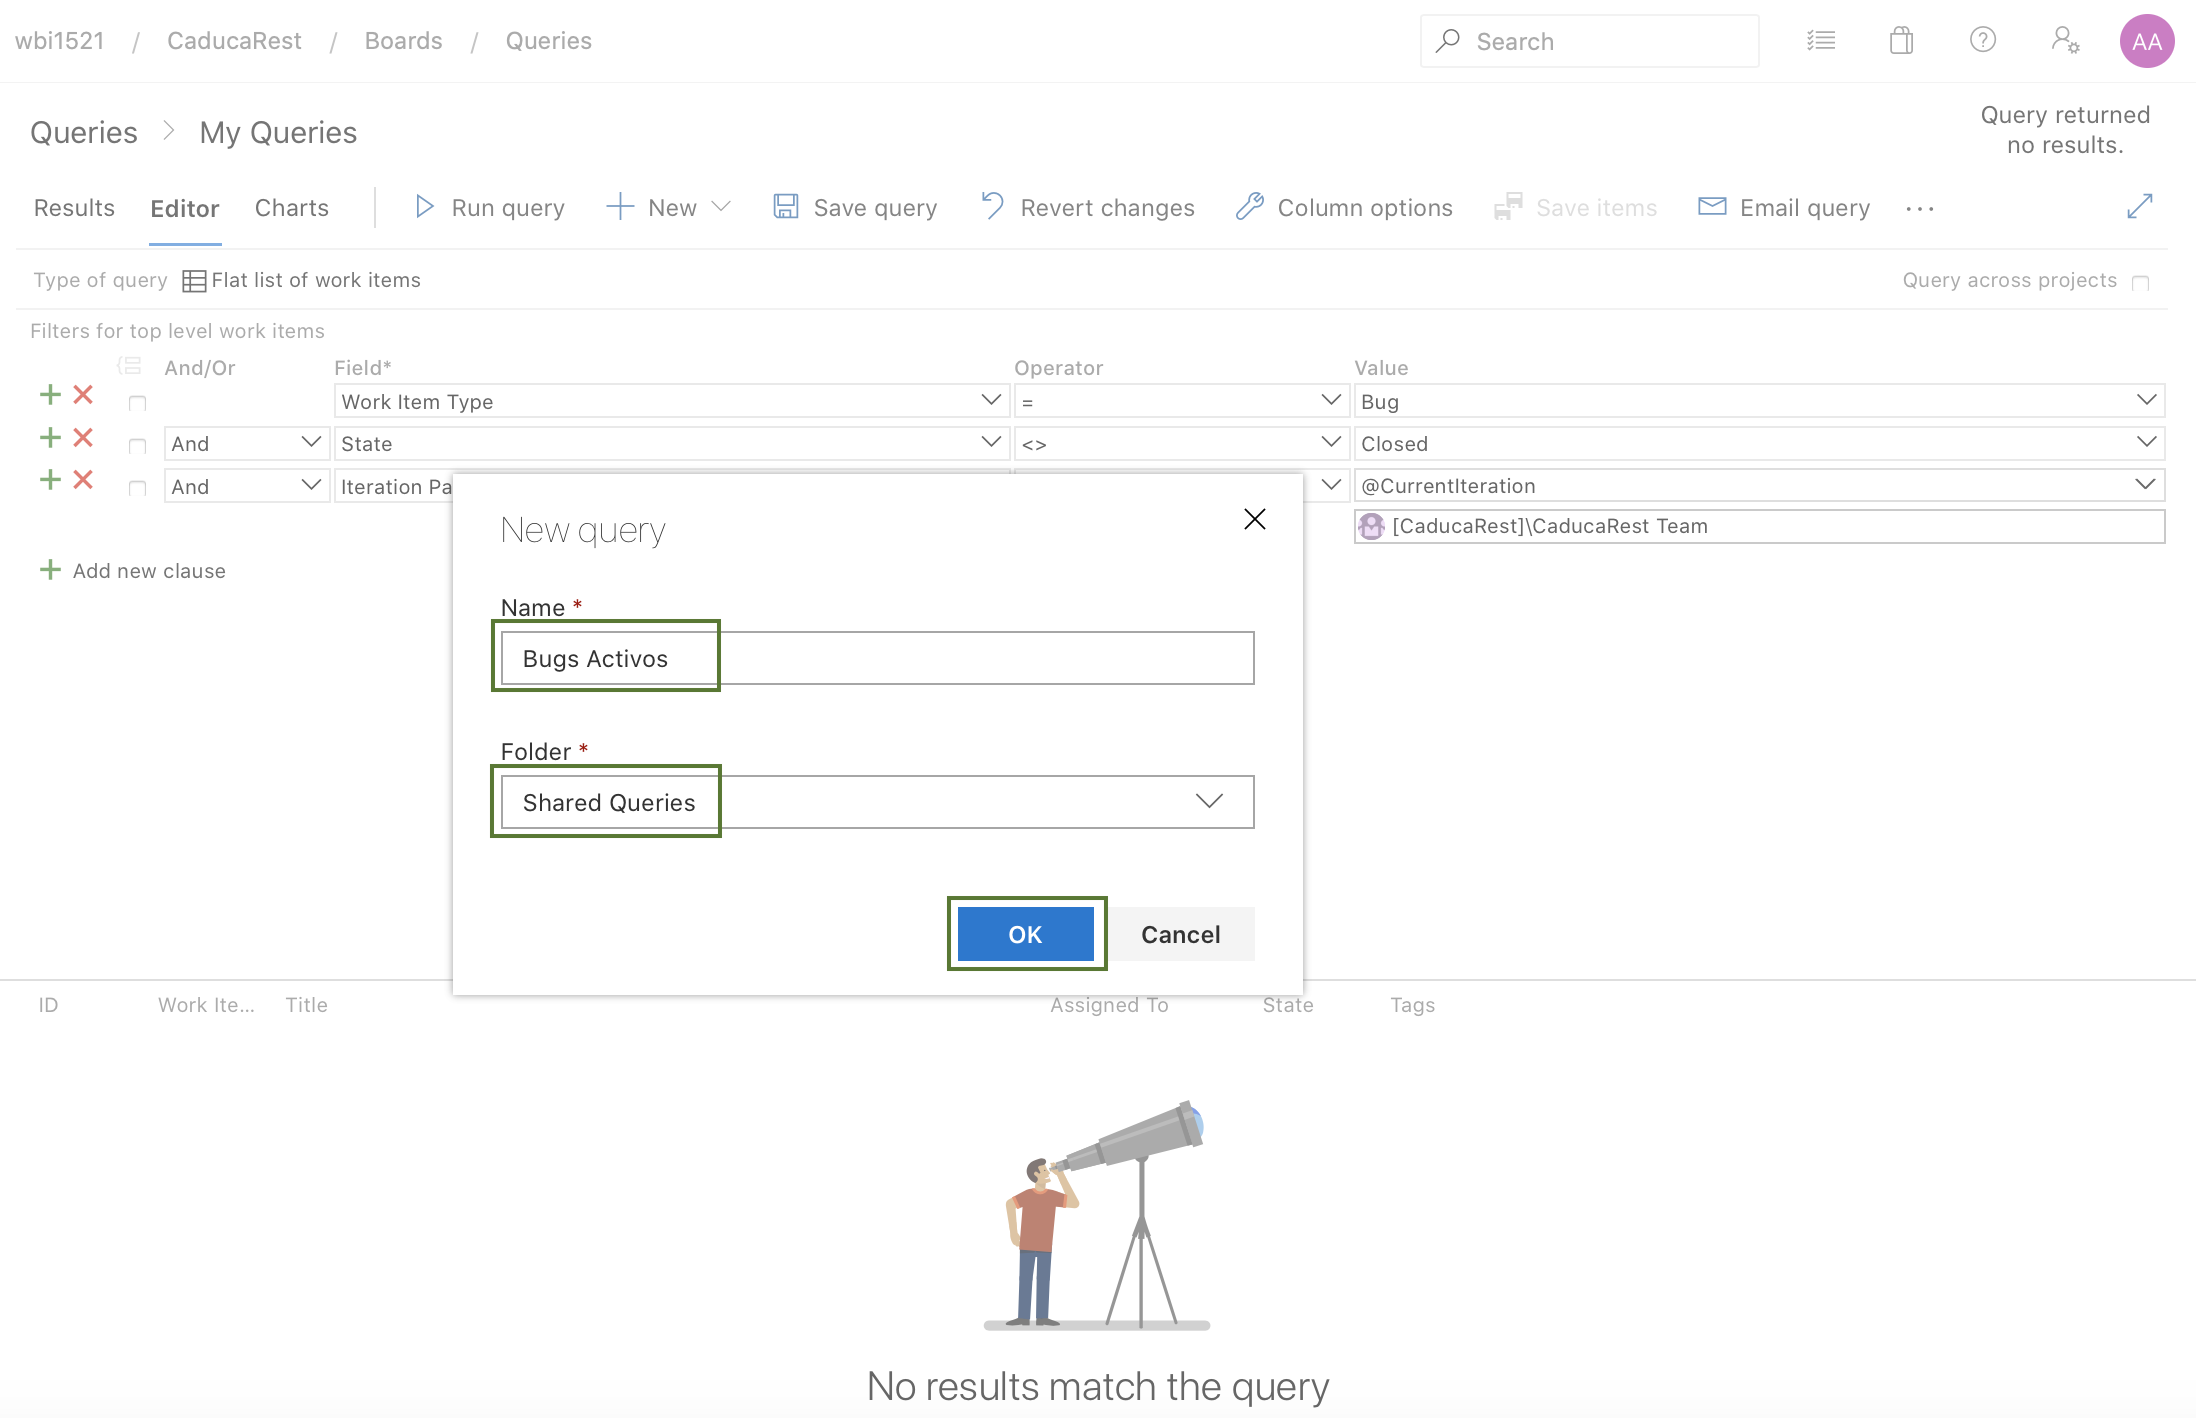 wbi1521 / CaducaRest / Boards / Queries
Search
AA
Queries > My Queries
Query returned
no results.
Results Editor Charts Run query New Save query Revert changes Column options Save items Email query ...
Type of query Flat list of work items
Query across projects
Filters for top level work items
And/Or Field* Operator Value
Work Item Type = Bug
And State <> Closed
And Iteration Pa @CurrentIteration
[CaducaRest]\CaducaRest Team
Add new clause
New query
Name *
Bugs Activos
Folder *
Shared Queries
OK Cancel
ID Work Ite... Title Assigned To State Tags
No results match the query